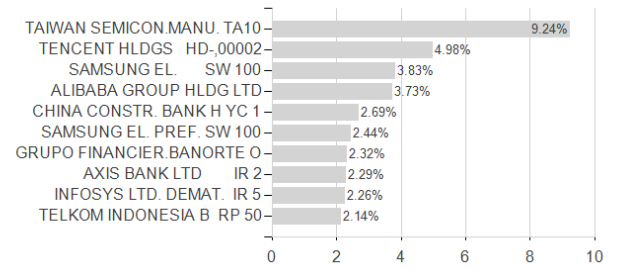 TAIWAN SEMICON.MANU. TA10 9.24%
TENCENT HLDGS HD-,00002 4.98%
SAMSUNG EL. SW 100 3.83%
ALIBABA GROUP HLDG LTD 3.73%
CHINA CONSTR. BANK H YC 1 2.69%
SAMSUNG EL. PREF. SW 100 2.44%
GRUPO FINANCIER.BANORTE O 2.32%
AXIS BANK LTD IR 2 2.29%
INFOSYS LTD. DEMAT. IR 5 2.26%
TELKOM INDONESIA B RP 50 2.14%
0 2 4 6 8 10